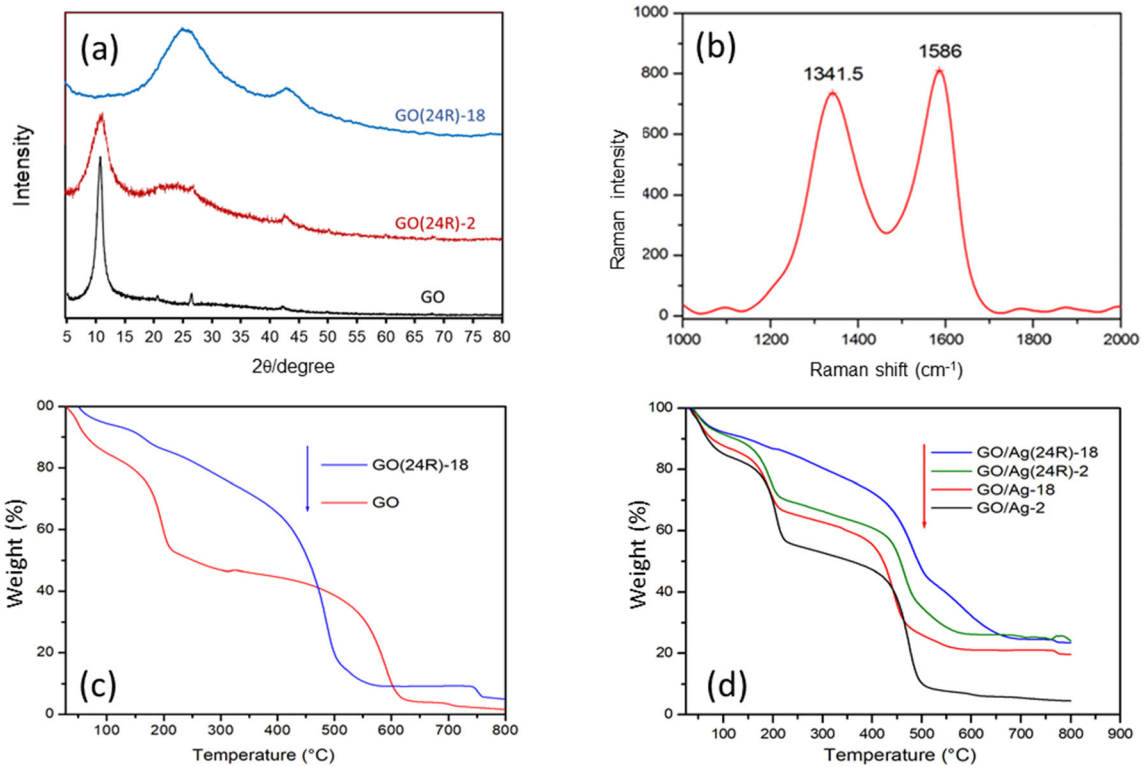 (a)
GO(24R)-18
GO(24R)-2
GO
Intensity
5 10 15 20 25 30 35 40 45 50 55 60 65 70 75 80
2θ/degree
(b)
1341.5
1586
1000
800
600
400
200
0
Raman intensity
1000 1200 1400 1600 1800 2000
Raman shift (cm-1)
(c)
GO(24R)-18
GO
00
80
60
40
20
0
Weight (%)
100 200 300 400 500 600 700 800
Temperature (°C)
(d)
GO/Ag(24R)-18
GO/Ag(24R)-2
GO/Ag-18
GO/Ag-2
100
80
60
40
20
0
Weight (%)
100 200 300 400 500 600 700 800 900
Temperature (°C)